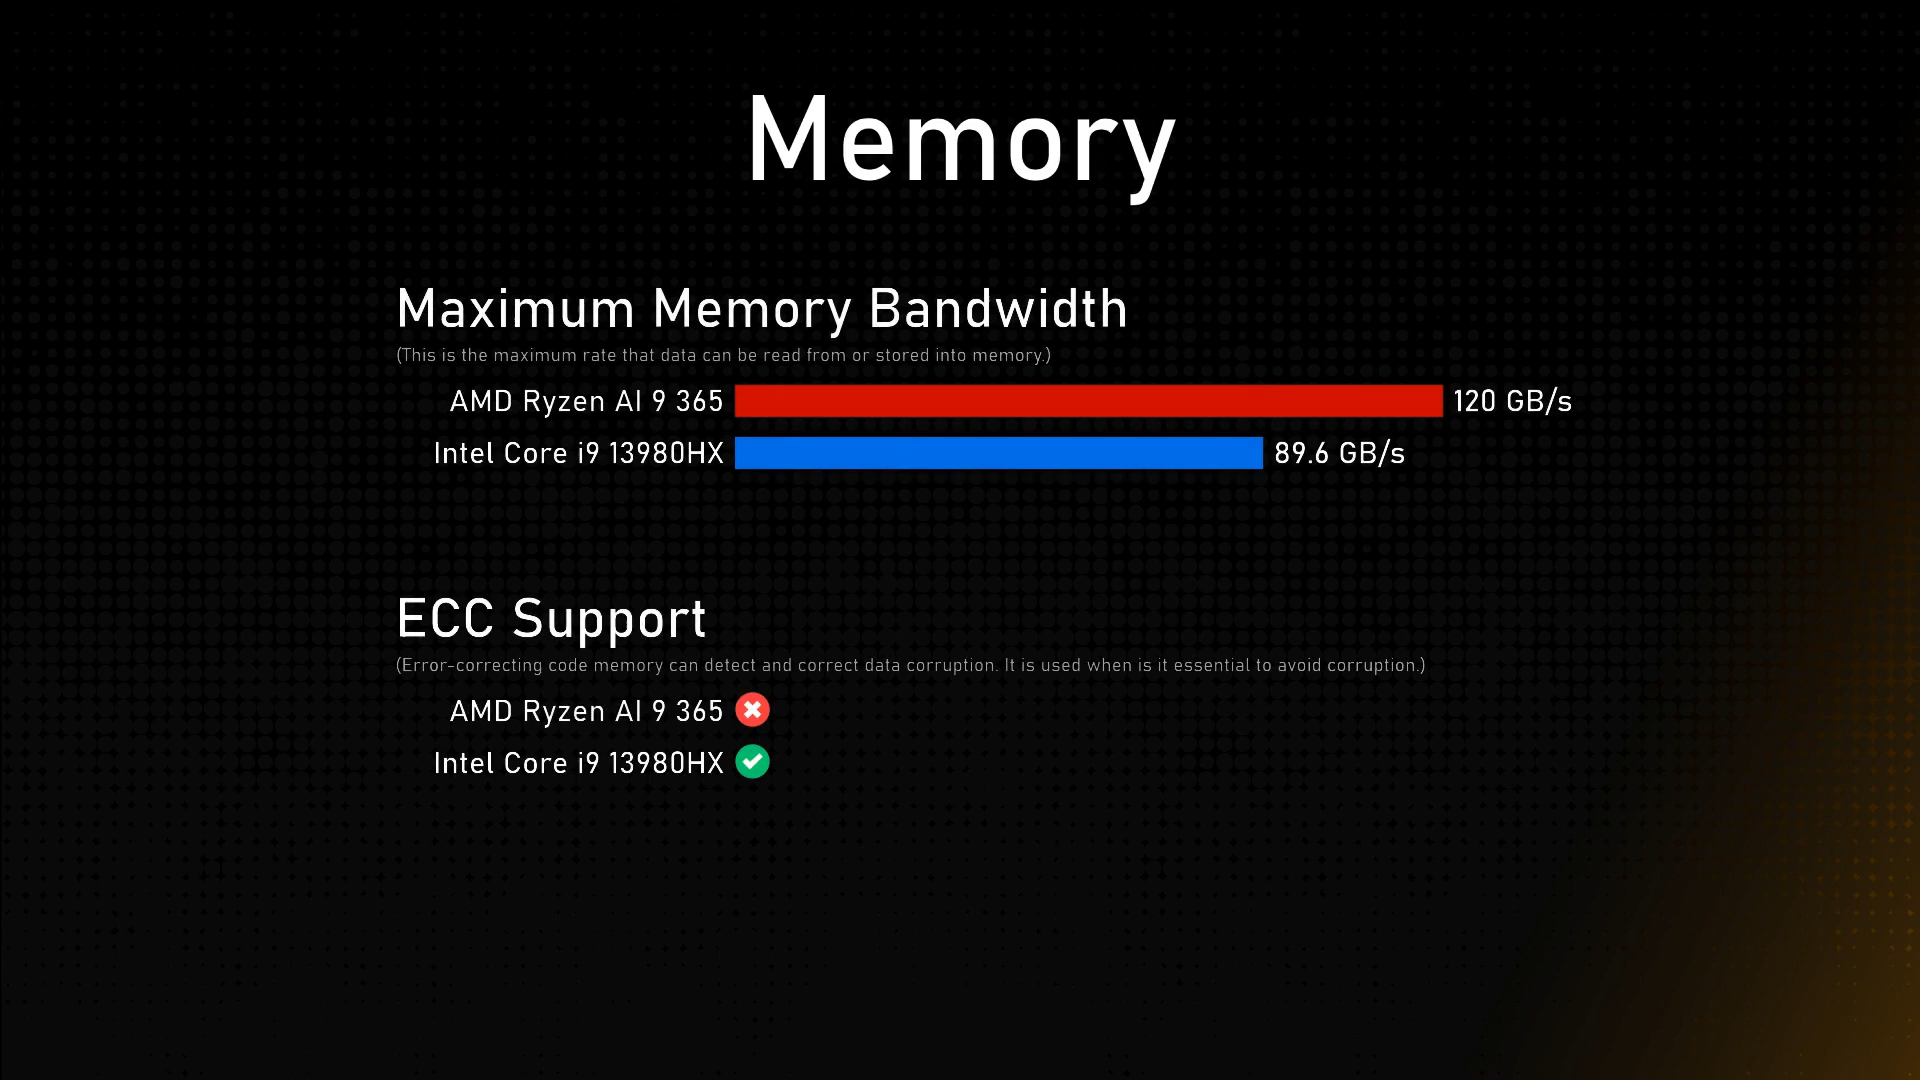 Memory
Maximum Memory Bandwidth
(This is the maximum rate that data can be read from or stored into memory.)
AMD Ryzen AI 9 365 120 GB/s
Intel Core i9 13980HX 89.6 GB/s
ECC Support
(Error-correcting code memory can detect and correct data corruption. It is used when is it essential to avoid corruption.)
AMD Ryzen AI 9 365
Intel Core i9 13980HX